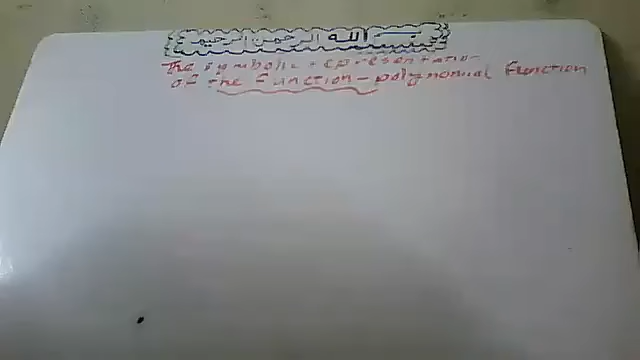 بسم الله الرحمن الرحيم
The symbolic representation
of the Function - polynomial Function